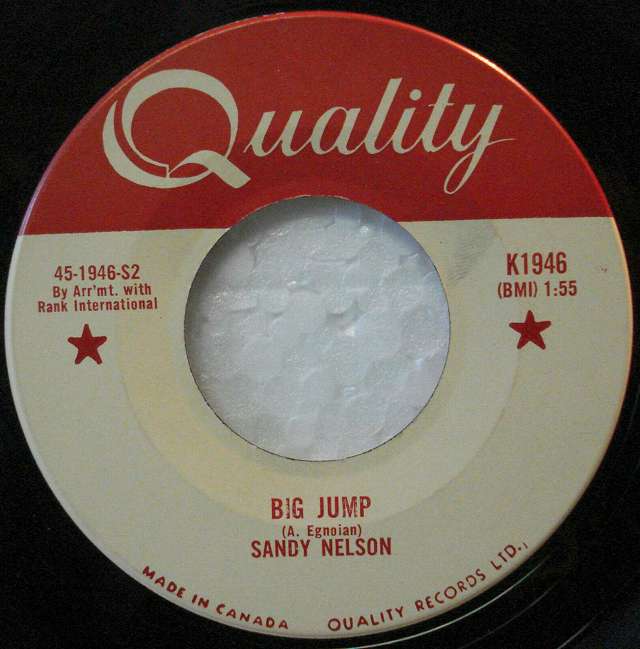 Quality
45-1946-S2
By Arr'mt. with
Rank International
K1946
(BMI) 1:55
BIG JUMP
(A. Egnoian)
SANDY NELSON
MADE IN CANADA
QUALITY RECORDS LTD.,